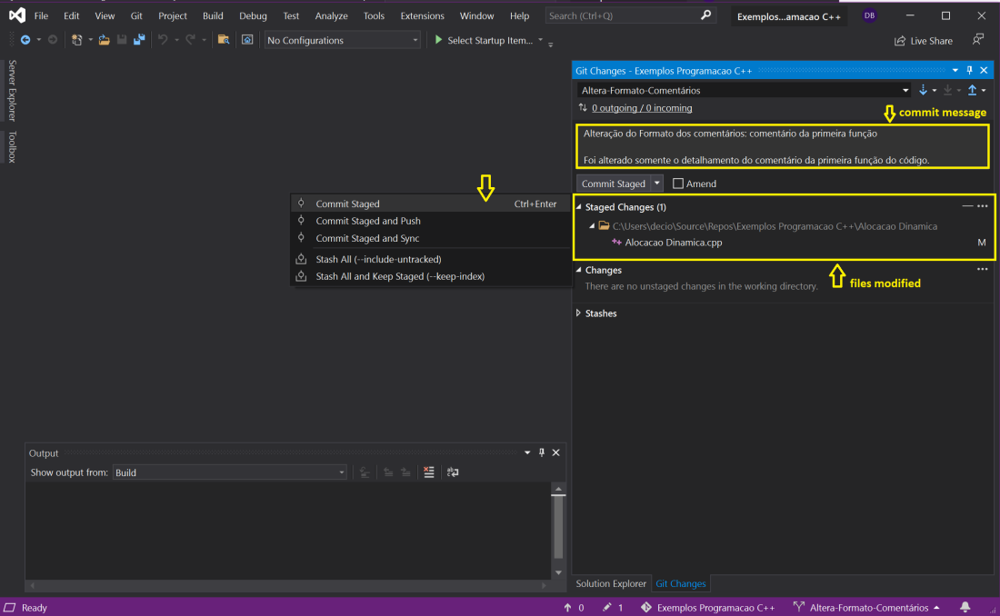 File Edit View Git Project Build Debug Test Analyze Tools Extensions Window Help Search (Ctrl+Q) Exemplos...amacao C++ DB
No Configurations Select Startup Item... Live Share
Server Explorer
Toolbox
Git Changes - Exemplos Programacao C++
Altera-Formato-Comentários
0 outgoing / 0 incoming
commit message
Alteração do Formato dos comentários: comentário da primeira função
Foi alterado somente o detalhamento do comentário da primeira função do código.
Commit Staged Amend
Commit Staged Ctrl+Enter
Commit Staged and Push
Commit Staged and Sync
Stash All (--include-untracked)
Stash All and Keep Staged (--keep-index)
Staged Changes (1)
C:\Users\decio\Source\Repos\Exemplos Programacao C++\Alocacao Dinamica
Alocacao Dinamica.cpp M
Changes
There are no unstaged changes in the working directory.
files modified
Stashes
Output
Show output from: Build
Solution Explorer Git Changes
Ready 0 1 Exemplos Programacao C++ Altera-Formato-Comentários